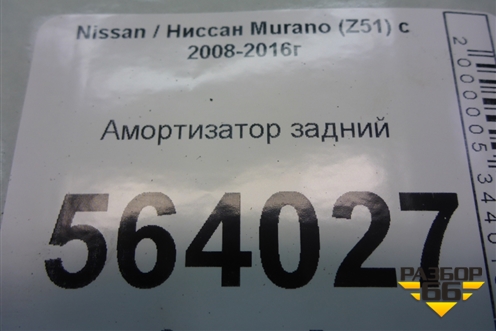 Nissan / Ниссан Murano (Z51) с
2008-2016г
Амортизатор задний
564027
РАЗБОР
66